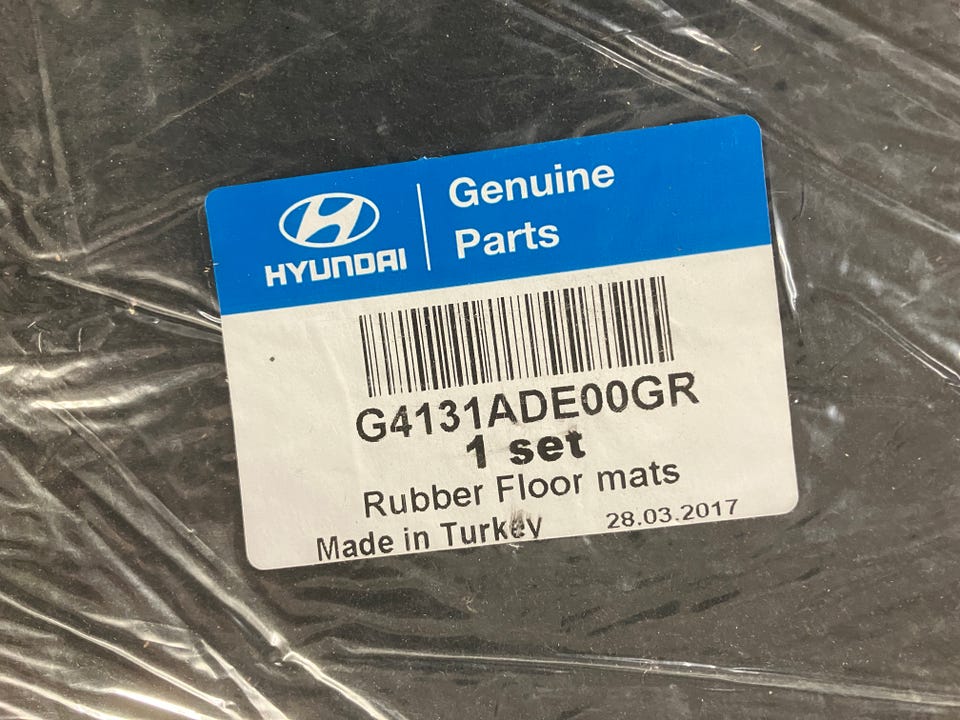 Genuine
Parts
HYUNDAI
G4131ADE00GR
1 set
Rubber Floor mats
Made in Turkey
28.03.2017